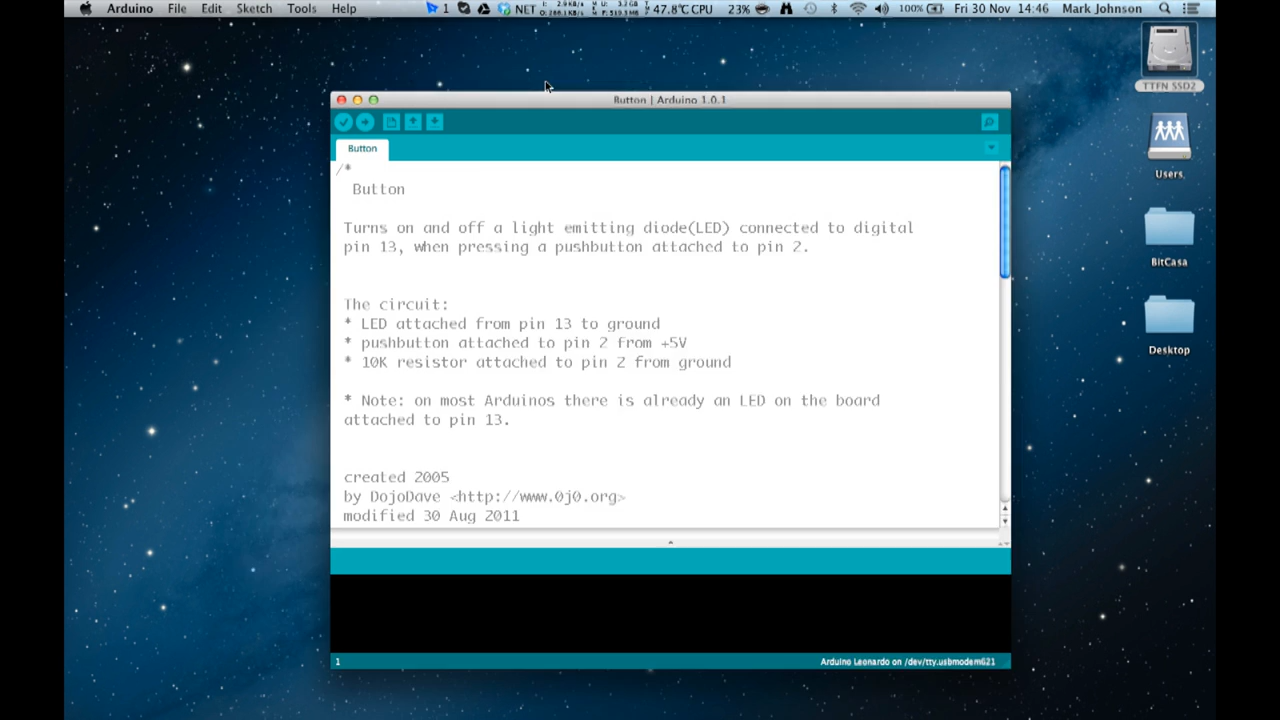 Arduino File Edit Sketch Tools Help 1 NET 47.8°C CPU 23% 100% Fri 30 Nov 14:46 Mark Johnson
TTFN SSD2
Button | Arduino 1.0.1
Button
Users
/*
Button
Turns on and off a light emitting diode(LED) connected to digital
pin 13, when pressing a pushbutton attached to pin 2.
BitCasa
The circuit:
* LED attached from pin 13 to ground
* pushbutton attached to pin 2 from +5V
Desktop
* 10K resistor attached to pin 2 from ground
* Note: on most Arduinos there is already an LED on the board
attached to pin 13.
created 2005
by DojoDave <http://www.0j0.org>
modified 30 Aug 2011
1 Arduino Leonardo on /dev/tty.usbmodem621